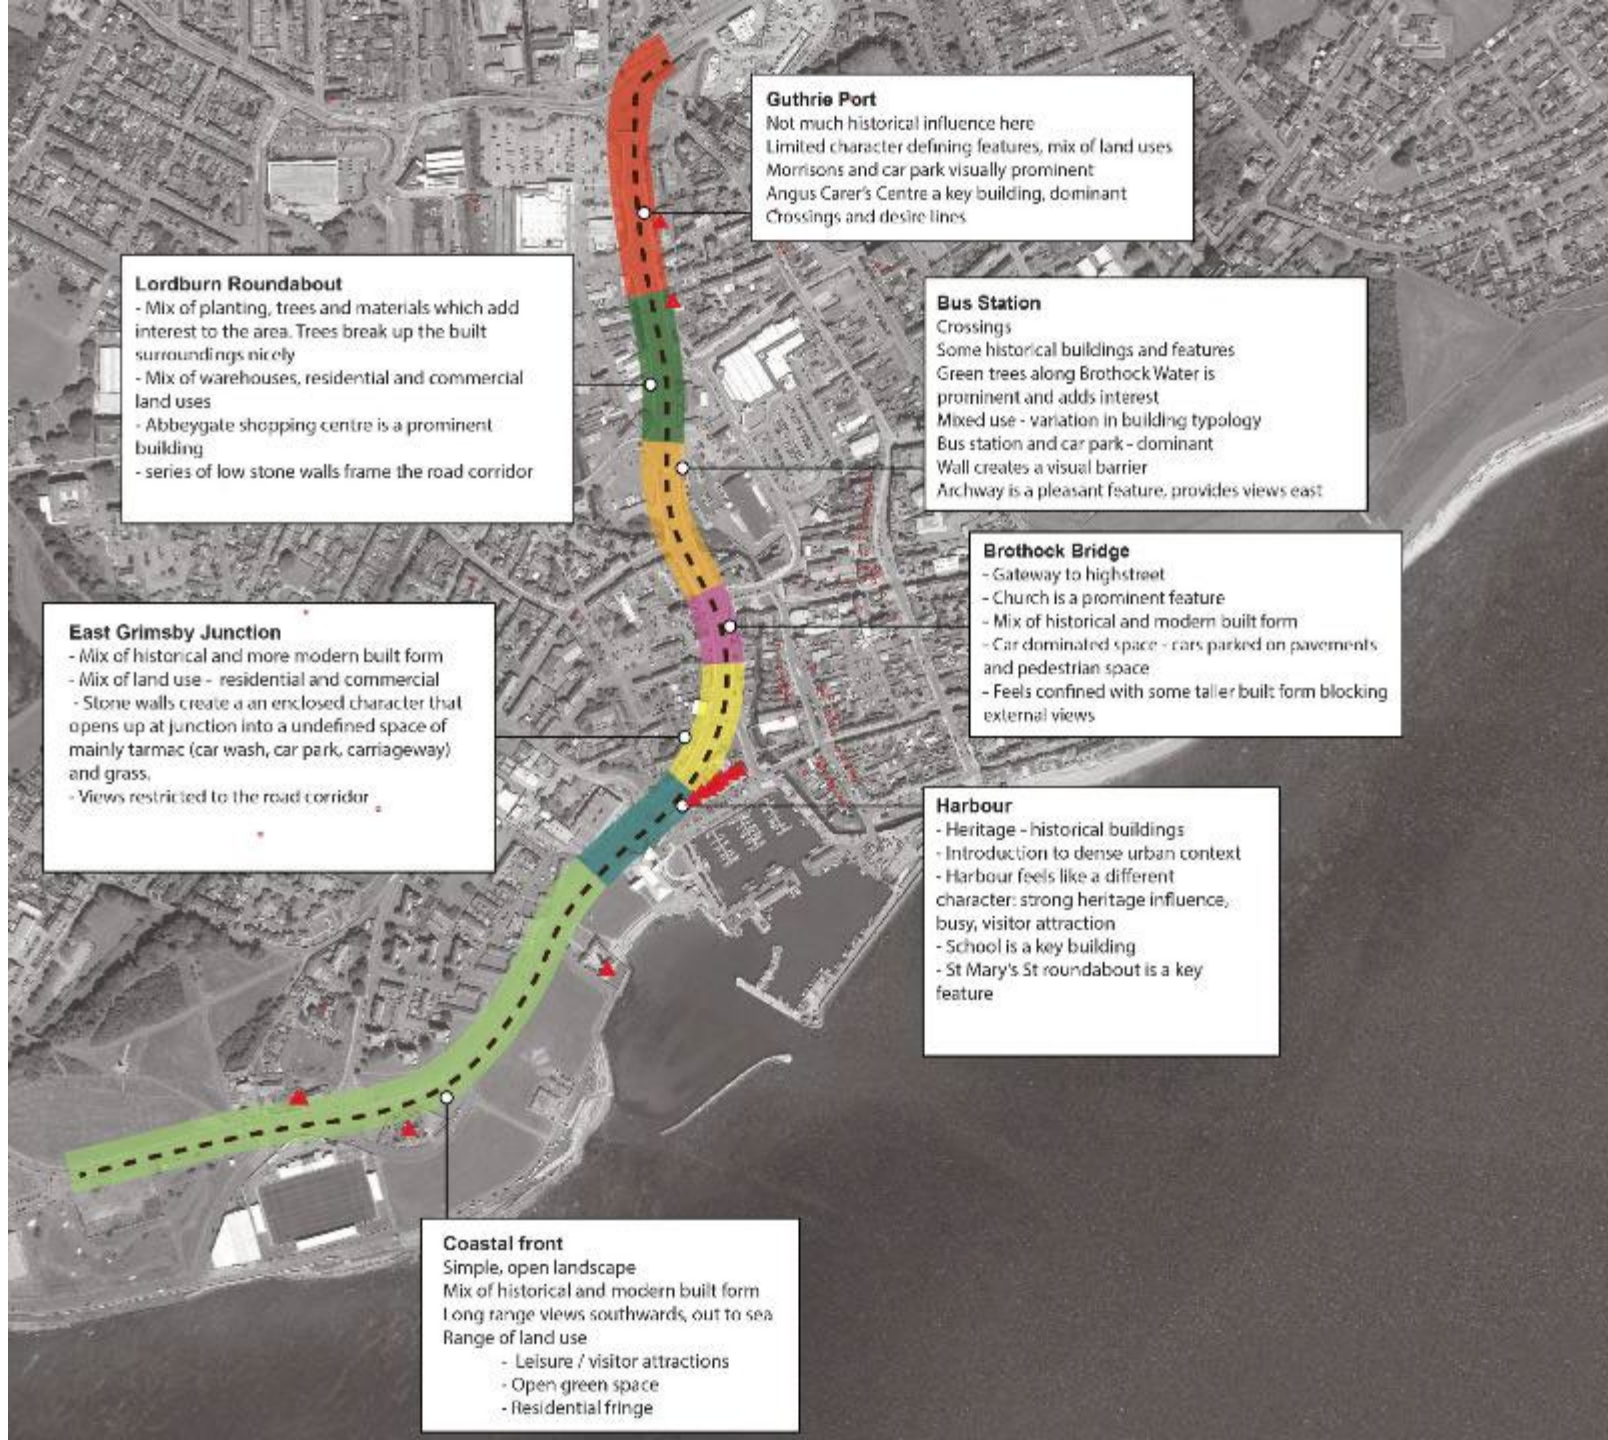 Guthrie Port
Not much historical influence here
Limited character defining features, mix of land uses
Morrisons and car park visually prominent
Angus Carer's Centre a key building, dominant
Crossings and desire lines
Lordburn Roundabout
- Mix of planting, trees and materials which add
interest to the area. Trees break up the built
surroundings nicely
- Mix of warehouses, residential and commercial
land uses
- Abbeygate shopping centre is a prominent
building
- series of low stone walls frame the road corridor
Bus Station
Crossings
Some historical buildings and features
Green trees along Brothock Water is
prominent and adds interest
Mixed use - variation in building typology
Bus station and car park - dominant
Wall creates a visual barrier
Archway is a pleasant feature, provides views east
Brothock Bridge
- Gateway to highstreet
- Church is a prominent feature
- Mix of historical and modern built form
- Car dominated space - cars parked on pavements
and pedestrian space
- Feels confined with some taller built form blocking
external views
East Grimsby Junction
- Mix of historical and more modern built form
- Mix of land use - residential and commercial
- Stone walls create a an enclosed character that
opens up at junction into a undefined space of
mainly tarmac (car wash, car park, carriageway)
and grass.
- Views restricted to the road corridor
Harbour
- Heritage - historical buildings
- Introduction to dense urban context
- Harbour feels like a different
character: strong heritage influence,
busy, visitor attraction
- School is a key building
- St Mary's St roundabout is a key
feature
Coastal front
Simple, open landscape
Mix of historical and modern built form
Long range views southwards, out to sea
Range of land use
- Leisure / visitor attractions
- Open green space
- Residential fringe